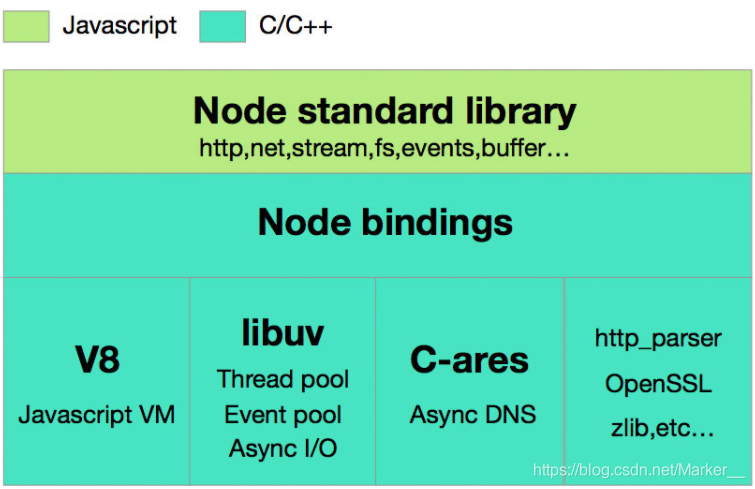 Javascript
C/C++
Node standard library
http,net,stream,fs,events,buffer…
Node bindings
V8
Javascript VM
libuv
Thread pool
Event pool
Async I/O
C-ares
Async DNS
http_parser
OpenSSL
zlib,etc…
https://blog.csdn.net/Marker__